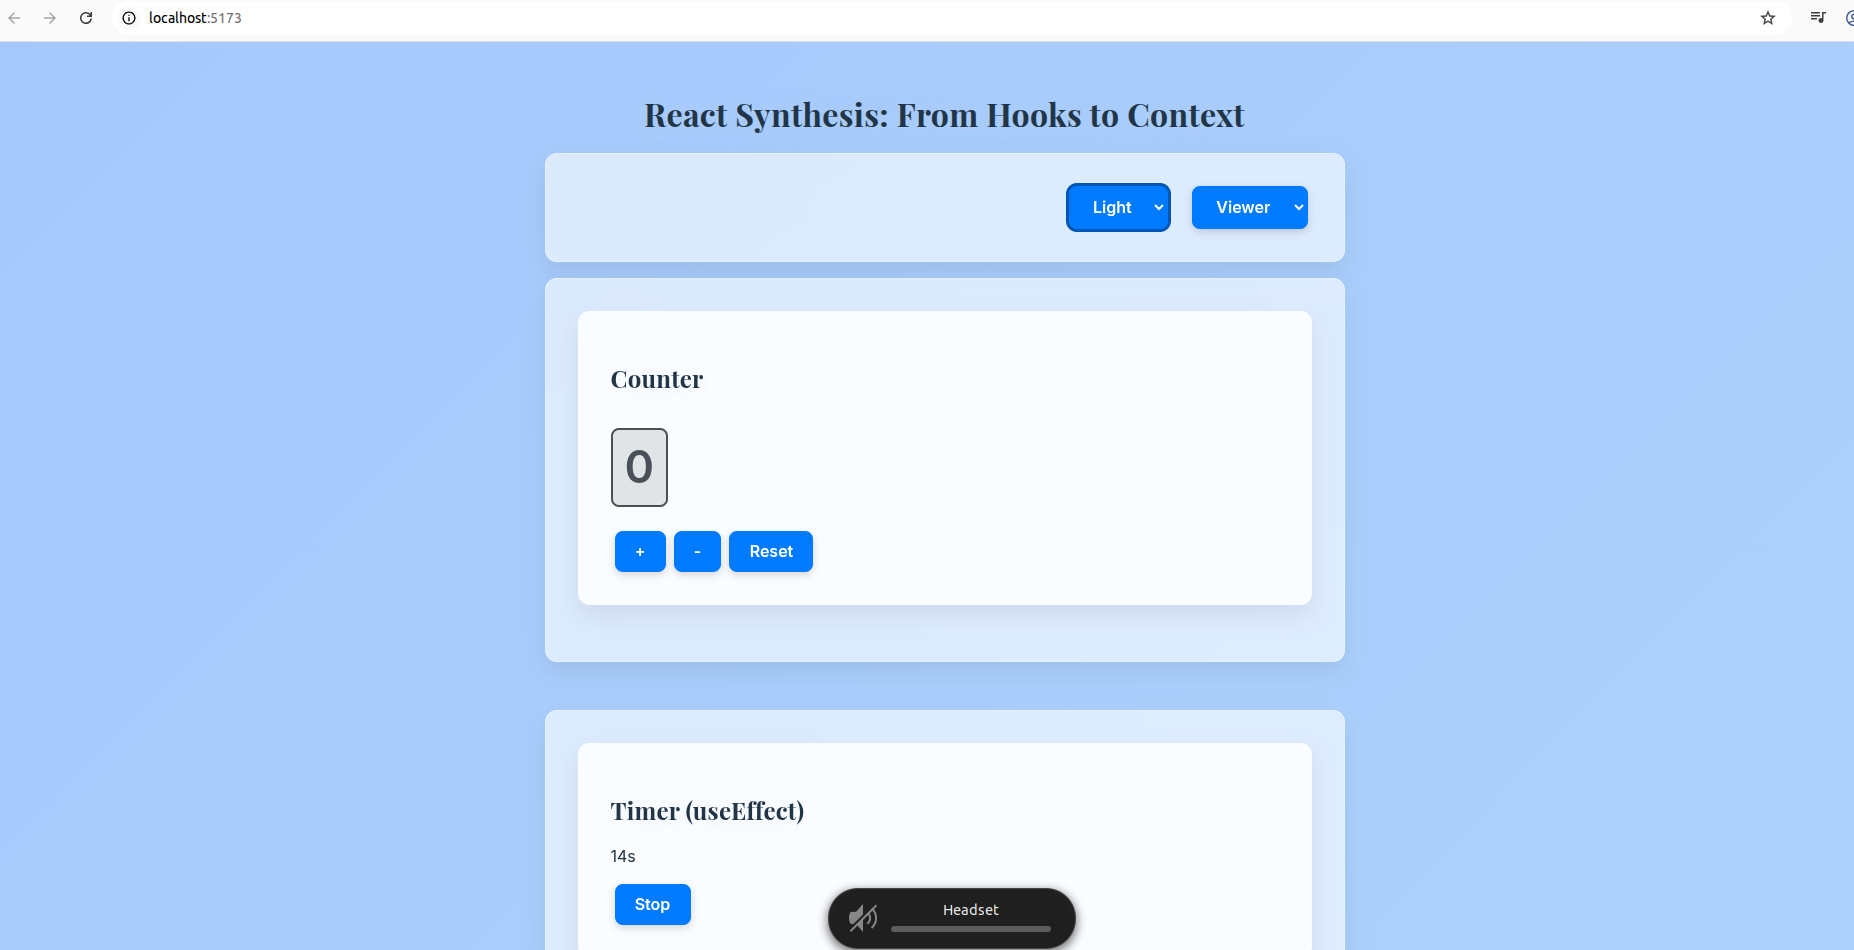 localhost:5173
React Synthesis: From Hooks to Context
Light Viewer
Counter
0
+ - Reset
Timer (useEffect)
14s
Stop
Headset